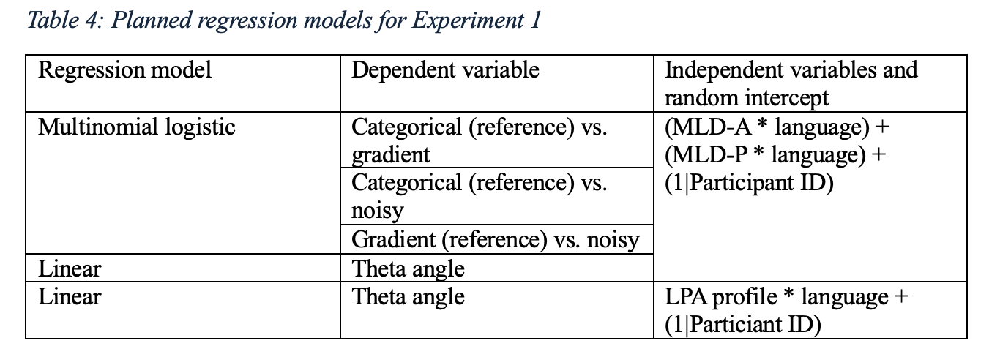 Table 4: Planned regression models for Experiment 1
Regression model
Dependent variable
Independent variables and
random intercept
Multinomial logistic
Categorical (reference) vs.
gradient
(MLD-A * language) +
(MLD-P * language) +
(1|Participant ID)
Categorical (reference) vs.
noisy
Gradient (reference) vs. noisy
Linear
Theta angle
Linear
Theta angle
LPA profile * language +
(1|Particiant ID)